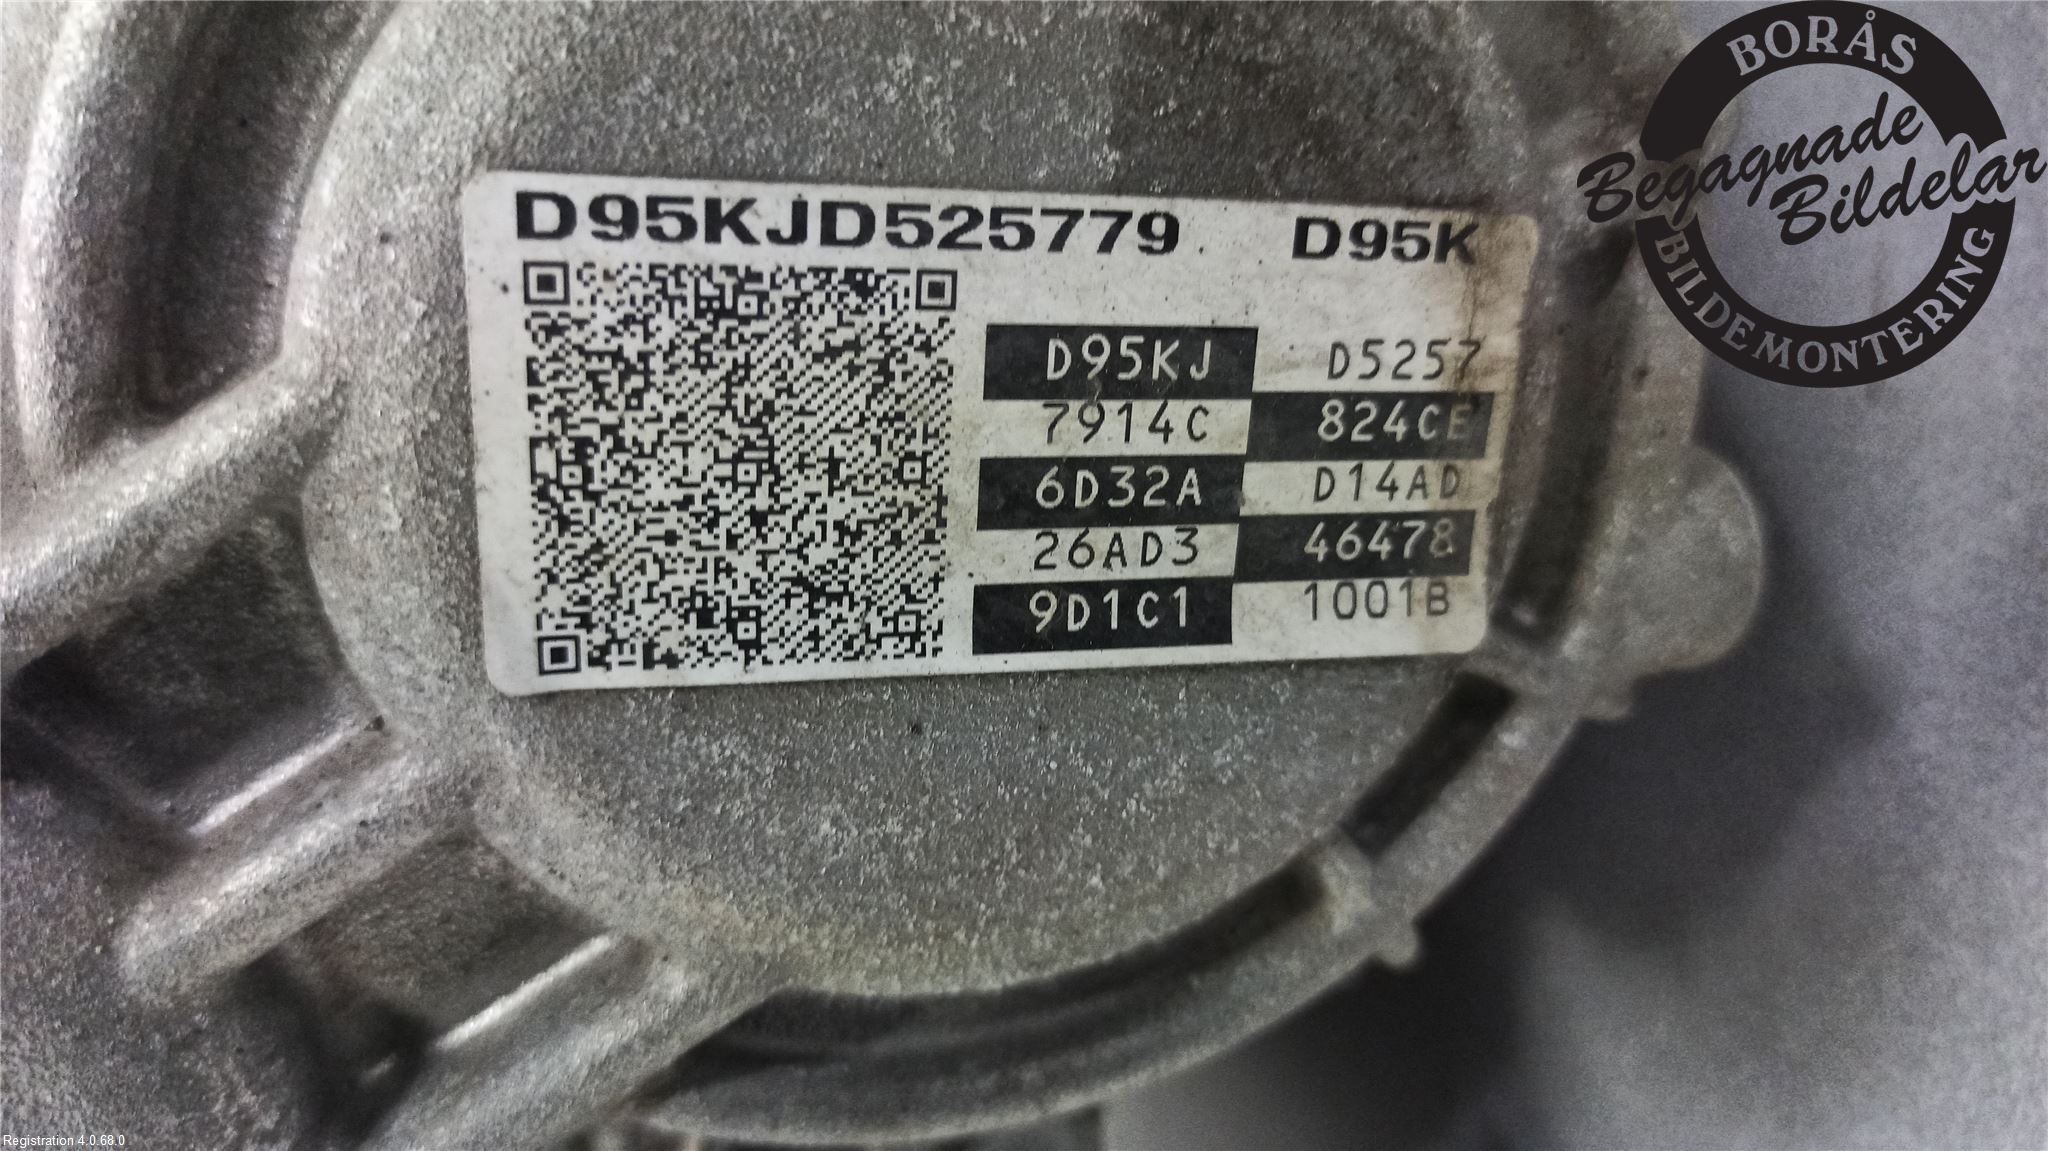 D95KJD525779 D95K
D95KJ D5257
7914C 824CE
6D32A D14AD
26AD3 46478
9D1C1 1001B
BORÅS
Begagnade
Bildelar
BILDEMONTERING
Registration 4.0.68.0